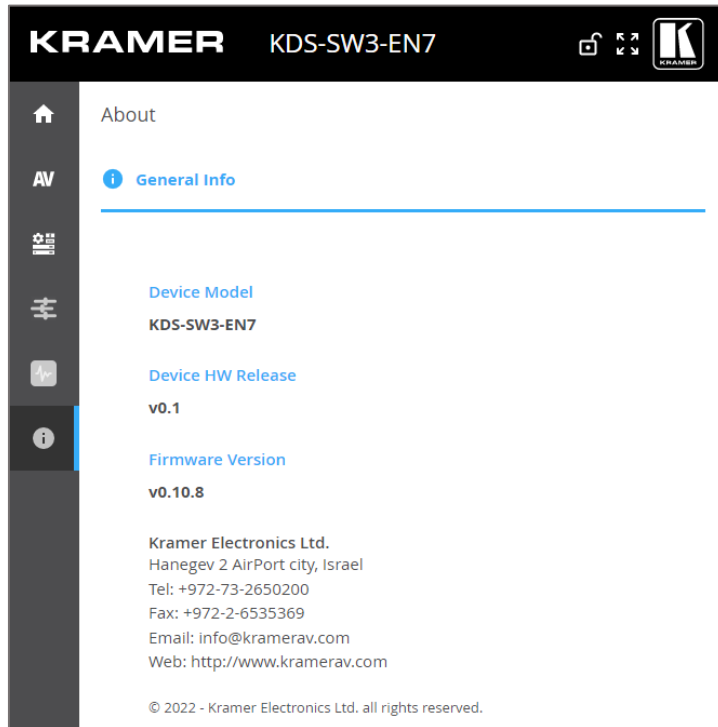 KRAMER KDS-SW3-EN7
KRAMER
About
AV
General Info
Device Model
KDS-SW3-EN7
Device HW Release
v0.1
Firmware Version
v0.10.8
Kramer Electronics Ltd.
Hanegev 2 AirPort city, Israel
Tel: +972-73-2650200
Fax: +972-2-6535369
Email: info@kramerav.com
Web: http://www.kramerav.com
© 2022 - Kramer Electronics Ltd. all rights reserved.